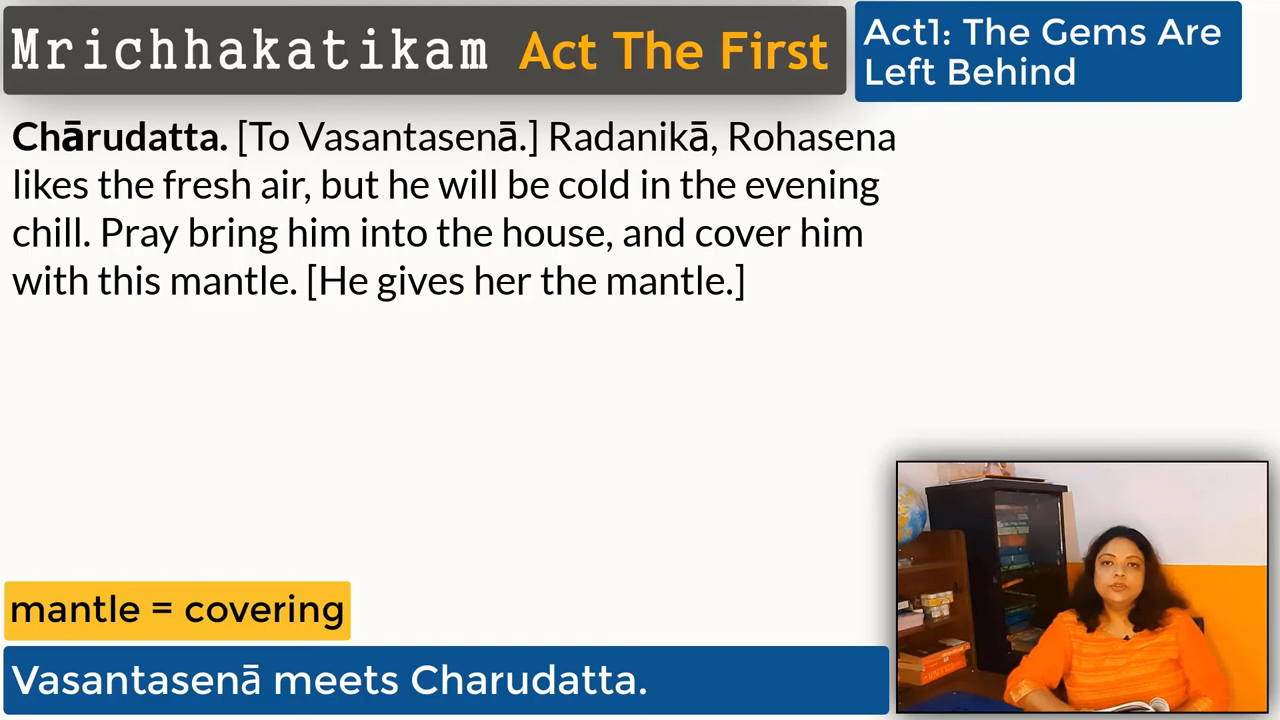 Mrichhakatikam Act The First
Act1: The Gems Are
Left Behind
Chārudatta. [To Vasantasenā.] Radanikā, Rohasena
likes the fresh air, but he will be cold in the evening
chill. Pray bring him into the house, and cover him
with this mantle. [He gives her the mantle.]
mantle = covering
Vasantasenā meets Charudatta.